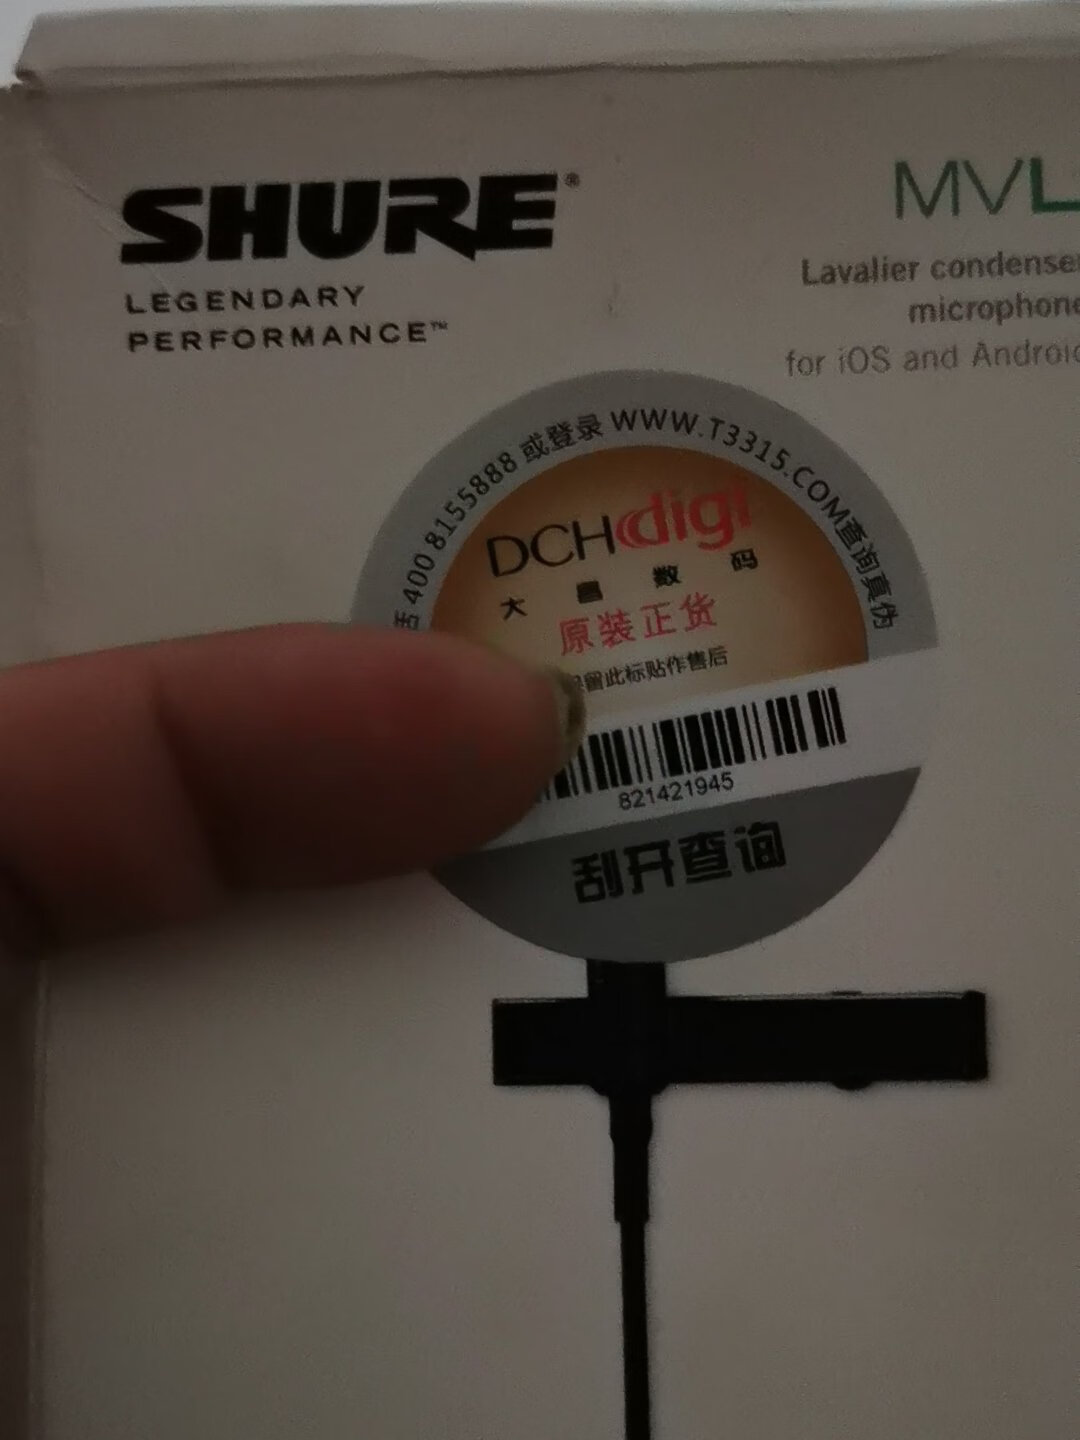 SHURE®
LEGENDARY
PERFORMANCE™
MVL
Lavalier condenser
microphone
for iOS and Android
400 8155888 或登录 WWW.T3315.COM查询真伪
DCHdigi
大昌数码
原装正货
留此标贴作售后
821421945
刮开查询